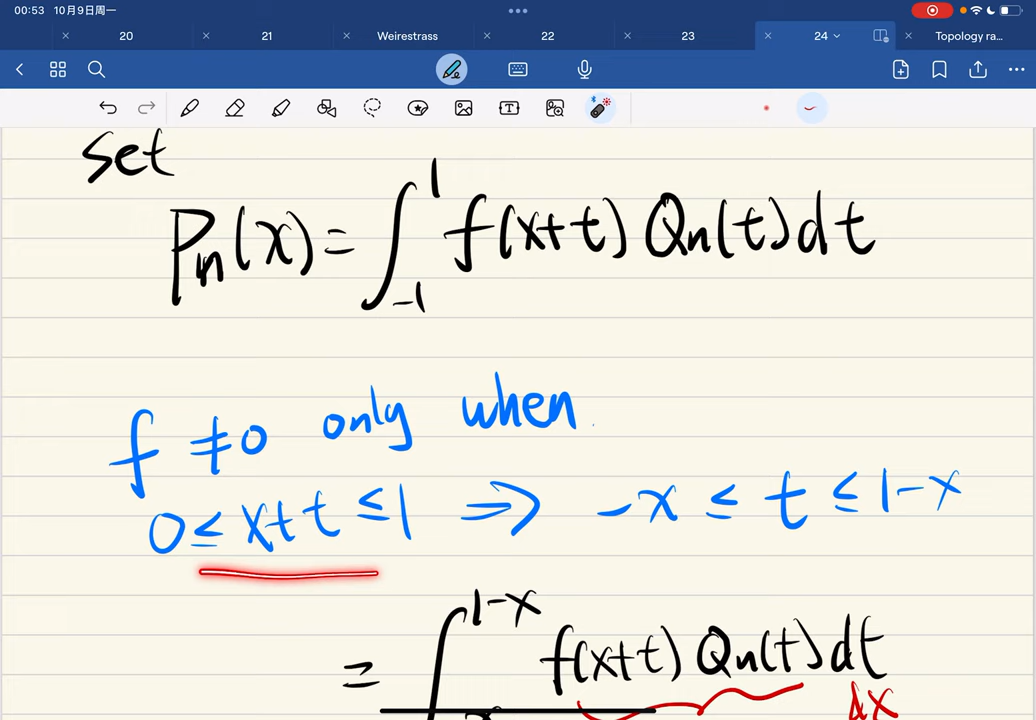 00:53 10月9日周一
20 21 Weirestrass 22 23 24 Topology ra...
set
Pn(x) = ∫_{-1}^{1} f(x+t) Qn(t) dt
f ≠ 0 only when
0 ≤ x+t ≤ 1 ⇒ -x ≤ t ≤ 1-x
= ∫^{1-x} f(x+t) Qn(t) dt
dx